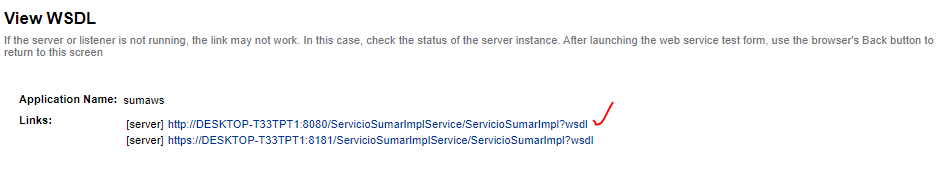 View WSDL
If the server or listener is not running, the link may not work. In this case, check the status of the server instance. After launching the web service test form, use the browser's Back button to
return to this screen
Application Name: sumaws
Links: [server] http://DESKTOP-T33TPT1:8080/ServicioSumarImplService/ServicioSumarImpl?wsdl
[server] https://DESKTOP-T33TPT1:8181/ServicioSumarImplService/ServicioSumarImpl?wsdl